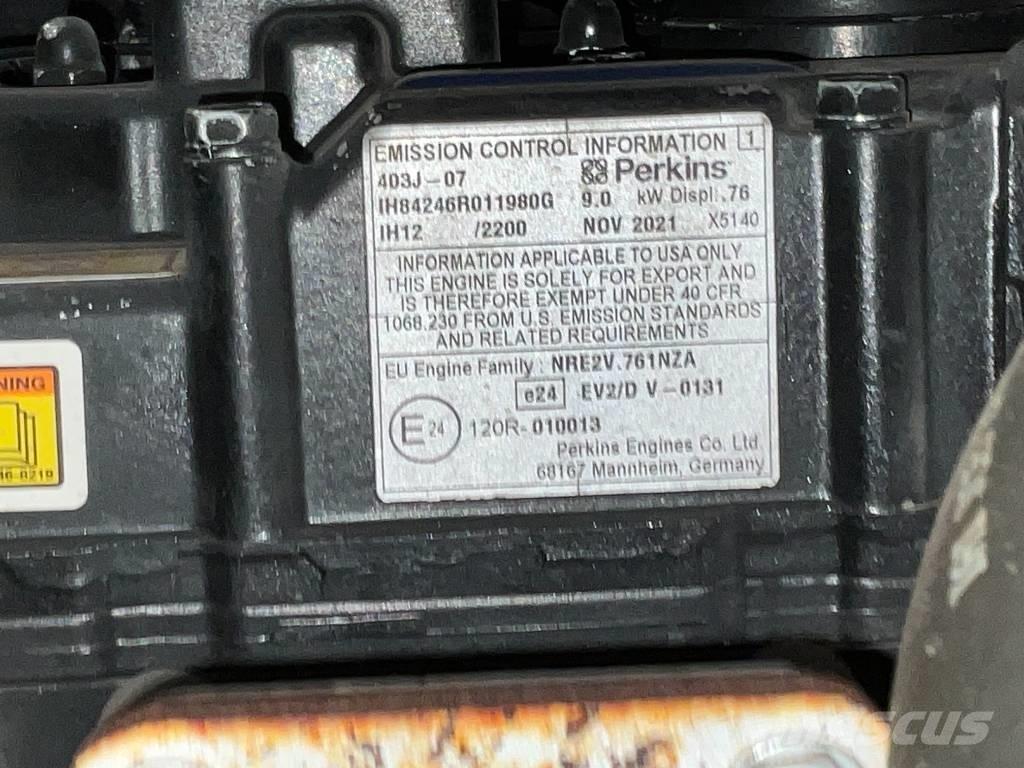 EMISSION CONTROL INFORMATION 1
403J-07 Perkins
IH84246R011980G 9.0 kW Displ. .76
IH12 /2200 NOV 2021 X5140
INFORMATION APPLICABLE TO USA ONLY
THIS ENGINE IS SOLELY FOR EXPORT AND
IS THEREFORE EXEMPT UNDER 40 CFR
1068.230 FROM U.S. EMISSION STANDARDS
AND RELATED REQUIREMENTS
EU Engine Family : NRE2V.761NZA
e24 EV2/D V-0131
E 24 120R-010013
Perkins Engines Co. Ltd.
68167 Mannheim, Germany